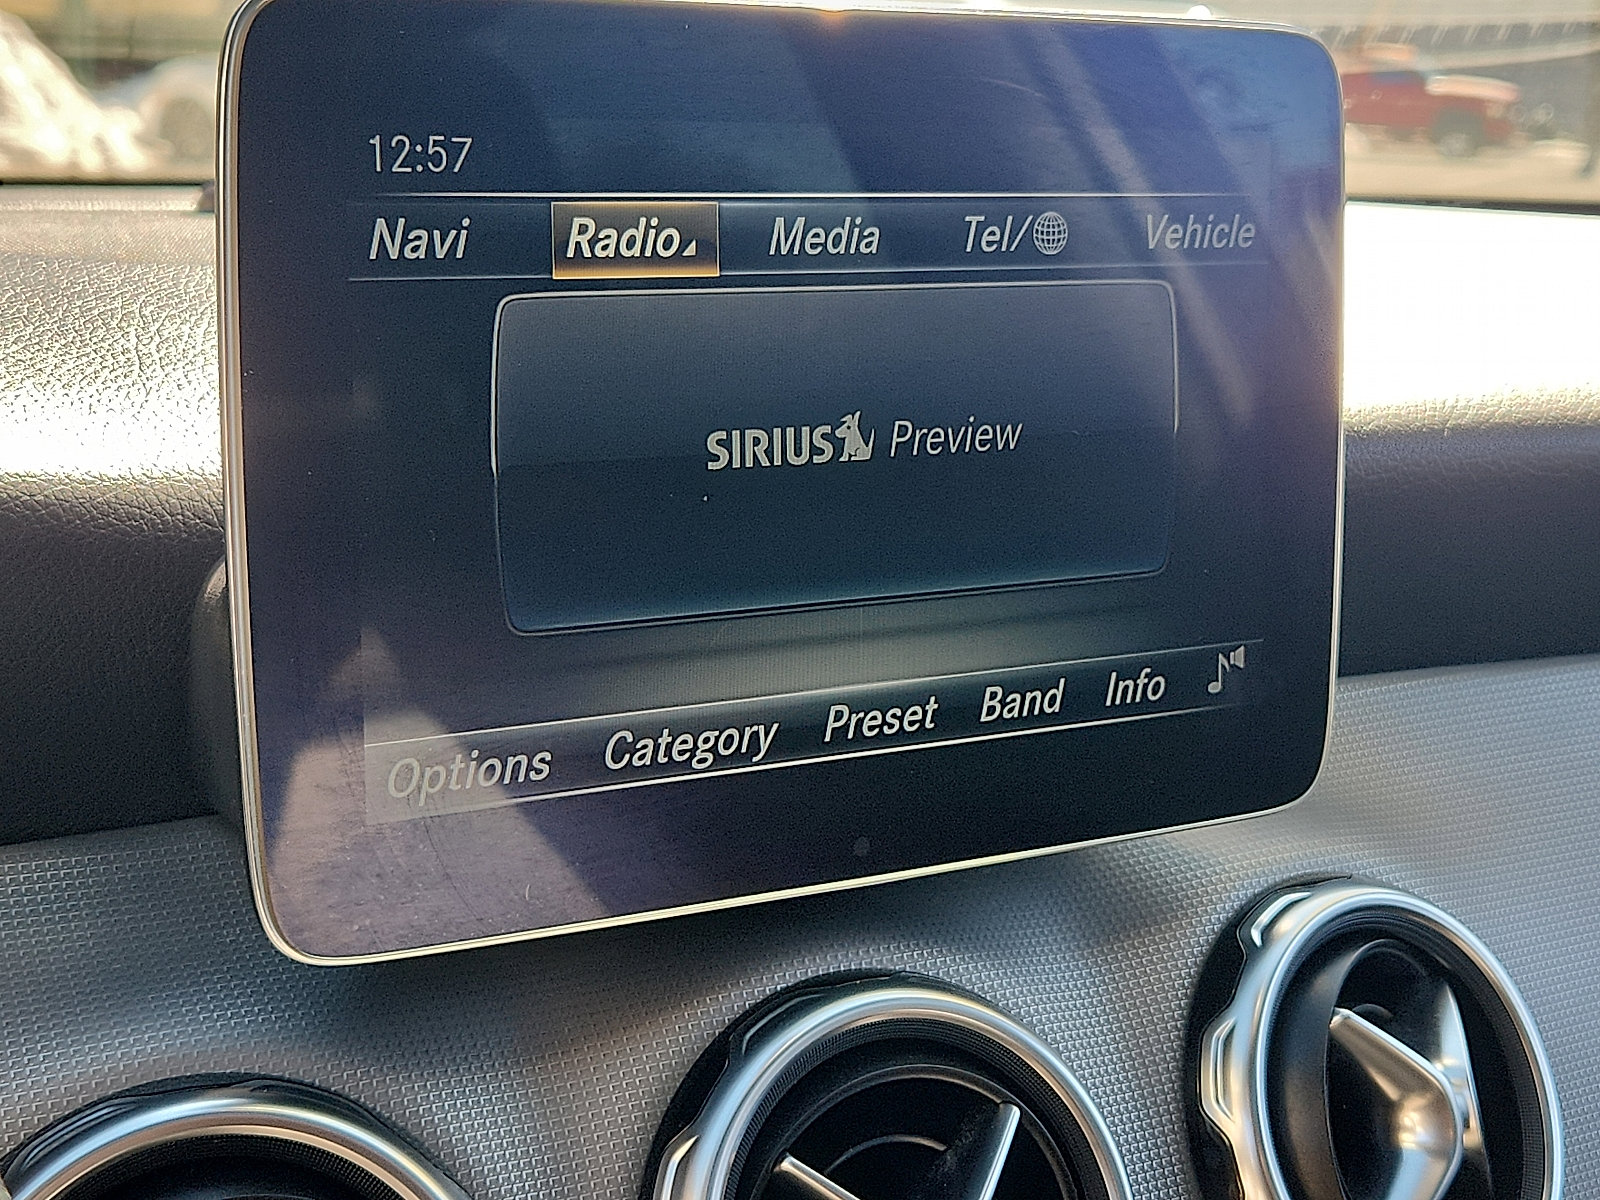 12:57
Navi Radio Media Tel/ Vehicle
SIRIUS Preview
Options Category Preset Band Info